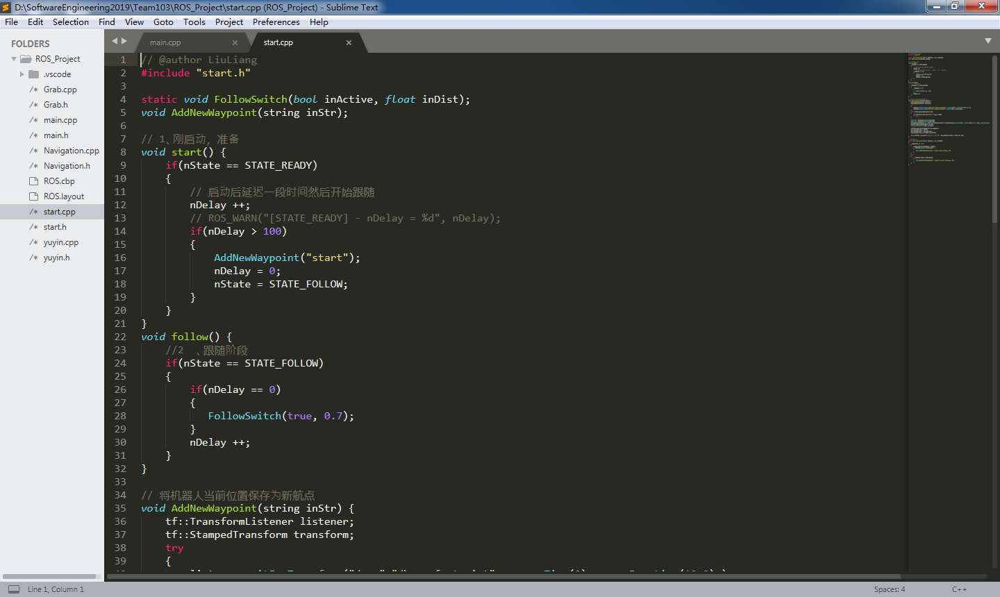 D:\SoftwareEngineering2019\Team103\ROS_Project\start.cpp (ROS_Project) - Sublime Text
File Edit Selection Find View Goto Tools Project Preferences Help
FOLDERS
ROS_Project
.vscode
/* Grab.cpp
/* Grab.h
/* main.cpp
/* main.h
/* Navigation.cpp
/* Navigation.h
ROS.cbp
ROS.layout
/* start.cpp
/* start.h
/* yuyin.cpp
/* yuyin.h
main.cpp × start.cpp ×
1 // @author LiuLiang
2 #include "start.h"
3
4 static void FollowSwitch(bool inActive, float inDist);
5 void AddNewWaypoint(string inStr);
6
7 // 1、刚启动，准备
8 void start() {
9 if(nState == STATE_READY)
10 {
11 // 启动后延迟一段时间然后开始跟随
12 nDelay ++;
13 // ROS_WARN("[STATE_READY] - nDelay = %d", nDelay);
14 if(nDelay > 100)
15 {
16 AddNewWaypoint("start");
17 nDelay = 0;
18 nState = STATE_FOLLOW;
19 }
20 }
21 }
22 void follow() {
23 //2 、跟随阶段
24 if(nState == STATE_FOLLOW)
25 {
26 if(nDelay == 0)
27 {
28 FollowSwitch(true, 0.7);
29 }
30 nDelay ++;
31 }
32 }
33
34 // 将机器人当前位置保存为新航点
35 void AddNewWaypoint(string inStr) {
36 tf::TransformListener listener;
37 tf::StampedTransform transform;
38 try
39 {
Line 1, Column 1 Spaces: 4 C++